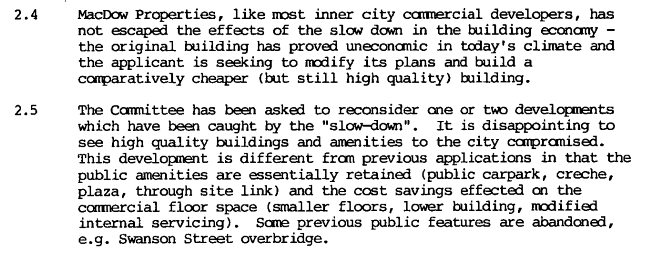 2.4 MacDow Properties, like most inner city commercial developers, has
not escaped the effects of the slow down in the building economy -
the original building has proved uneconomic in today's climate and
the applicant is seeking to modify its plans and build a
comparatively cheaper (but still high quality) building.
2.5 The Committee has been asked to reconsider one or two developments
which have been caught by the "slow-down". It is disappointing to
see high quality buildings and amenities to the city compromised.
This development is different from previous applications in that the
public amenities are essentially retained (public carpark, creche,
plaza, through site link) and the cost savings effected on the
commercial floor space (smaller floors, lower building, modified
internal servicing). Some previous public features are abandoned,
e.g. Swanson Street overbridge.